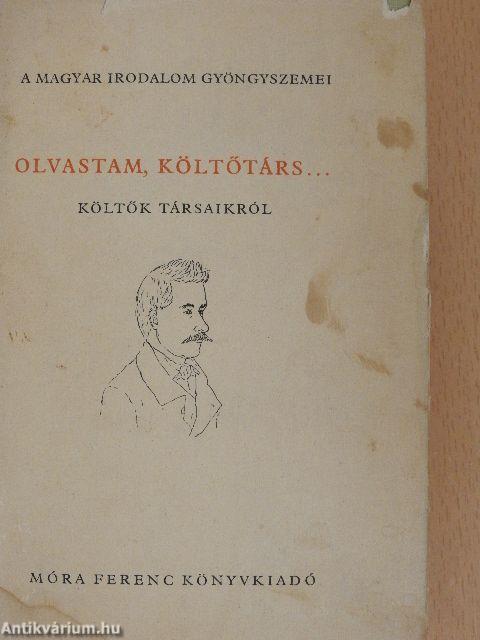 A MAGYAR IRODALOM GYÖNGYSZEMEI
OLVASTAM, KÖLTŐTÁRS...
KÖLTŐK TÁRSAIKRÓL
MÓRA FERENC KÖNYVKIADÓ
Antikvárium.hu